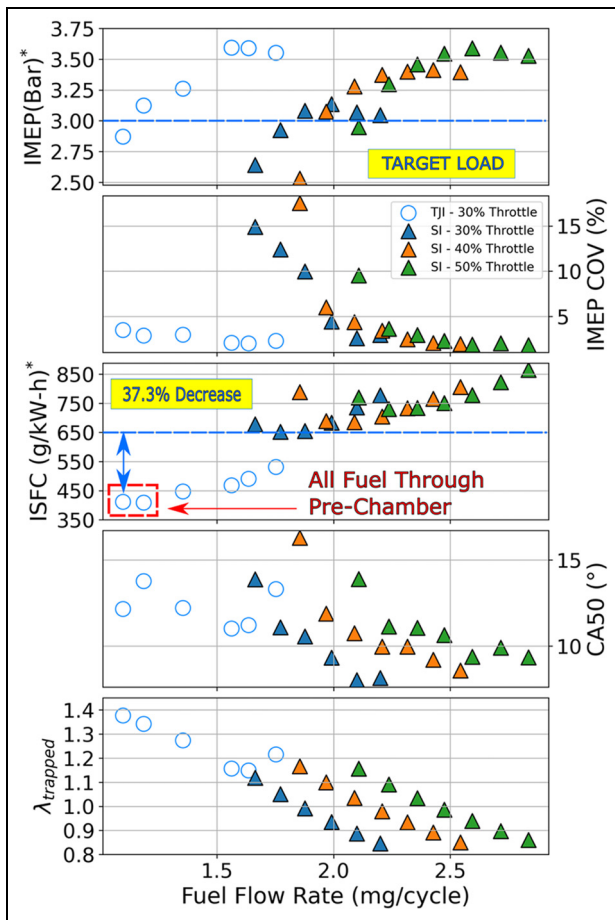 IMEP(Bar)*
3.75
3.50
3.25
3.00
2.75
2.50
TARGET LOAD
TJI - 30% Throttle
SI - 30% Throttle
SI - 40% Throttle
SI - 50% Throttle
15
10
5
IMEP COV (%)
ISFC (g/kW-h)*
850
750
650
550
450
350
37.3% Decrease
All Fuel Through
Pre-Chamber
15
10
CA50 (°)
λtrapped
1.4
1.3
1.2
1.1
1.0
0.9
0.8
1.5
2.0
2.5
Fuel Flow Rate (mg/cycle)